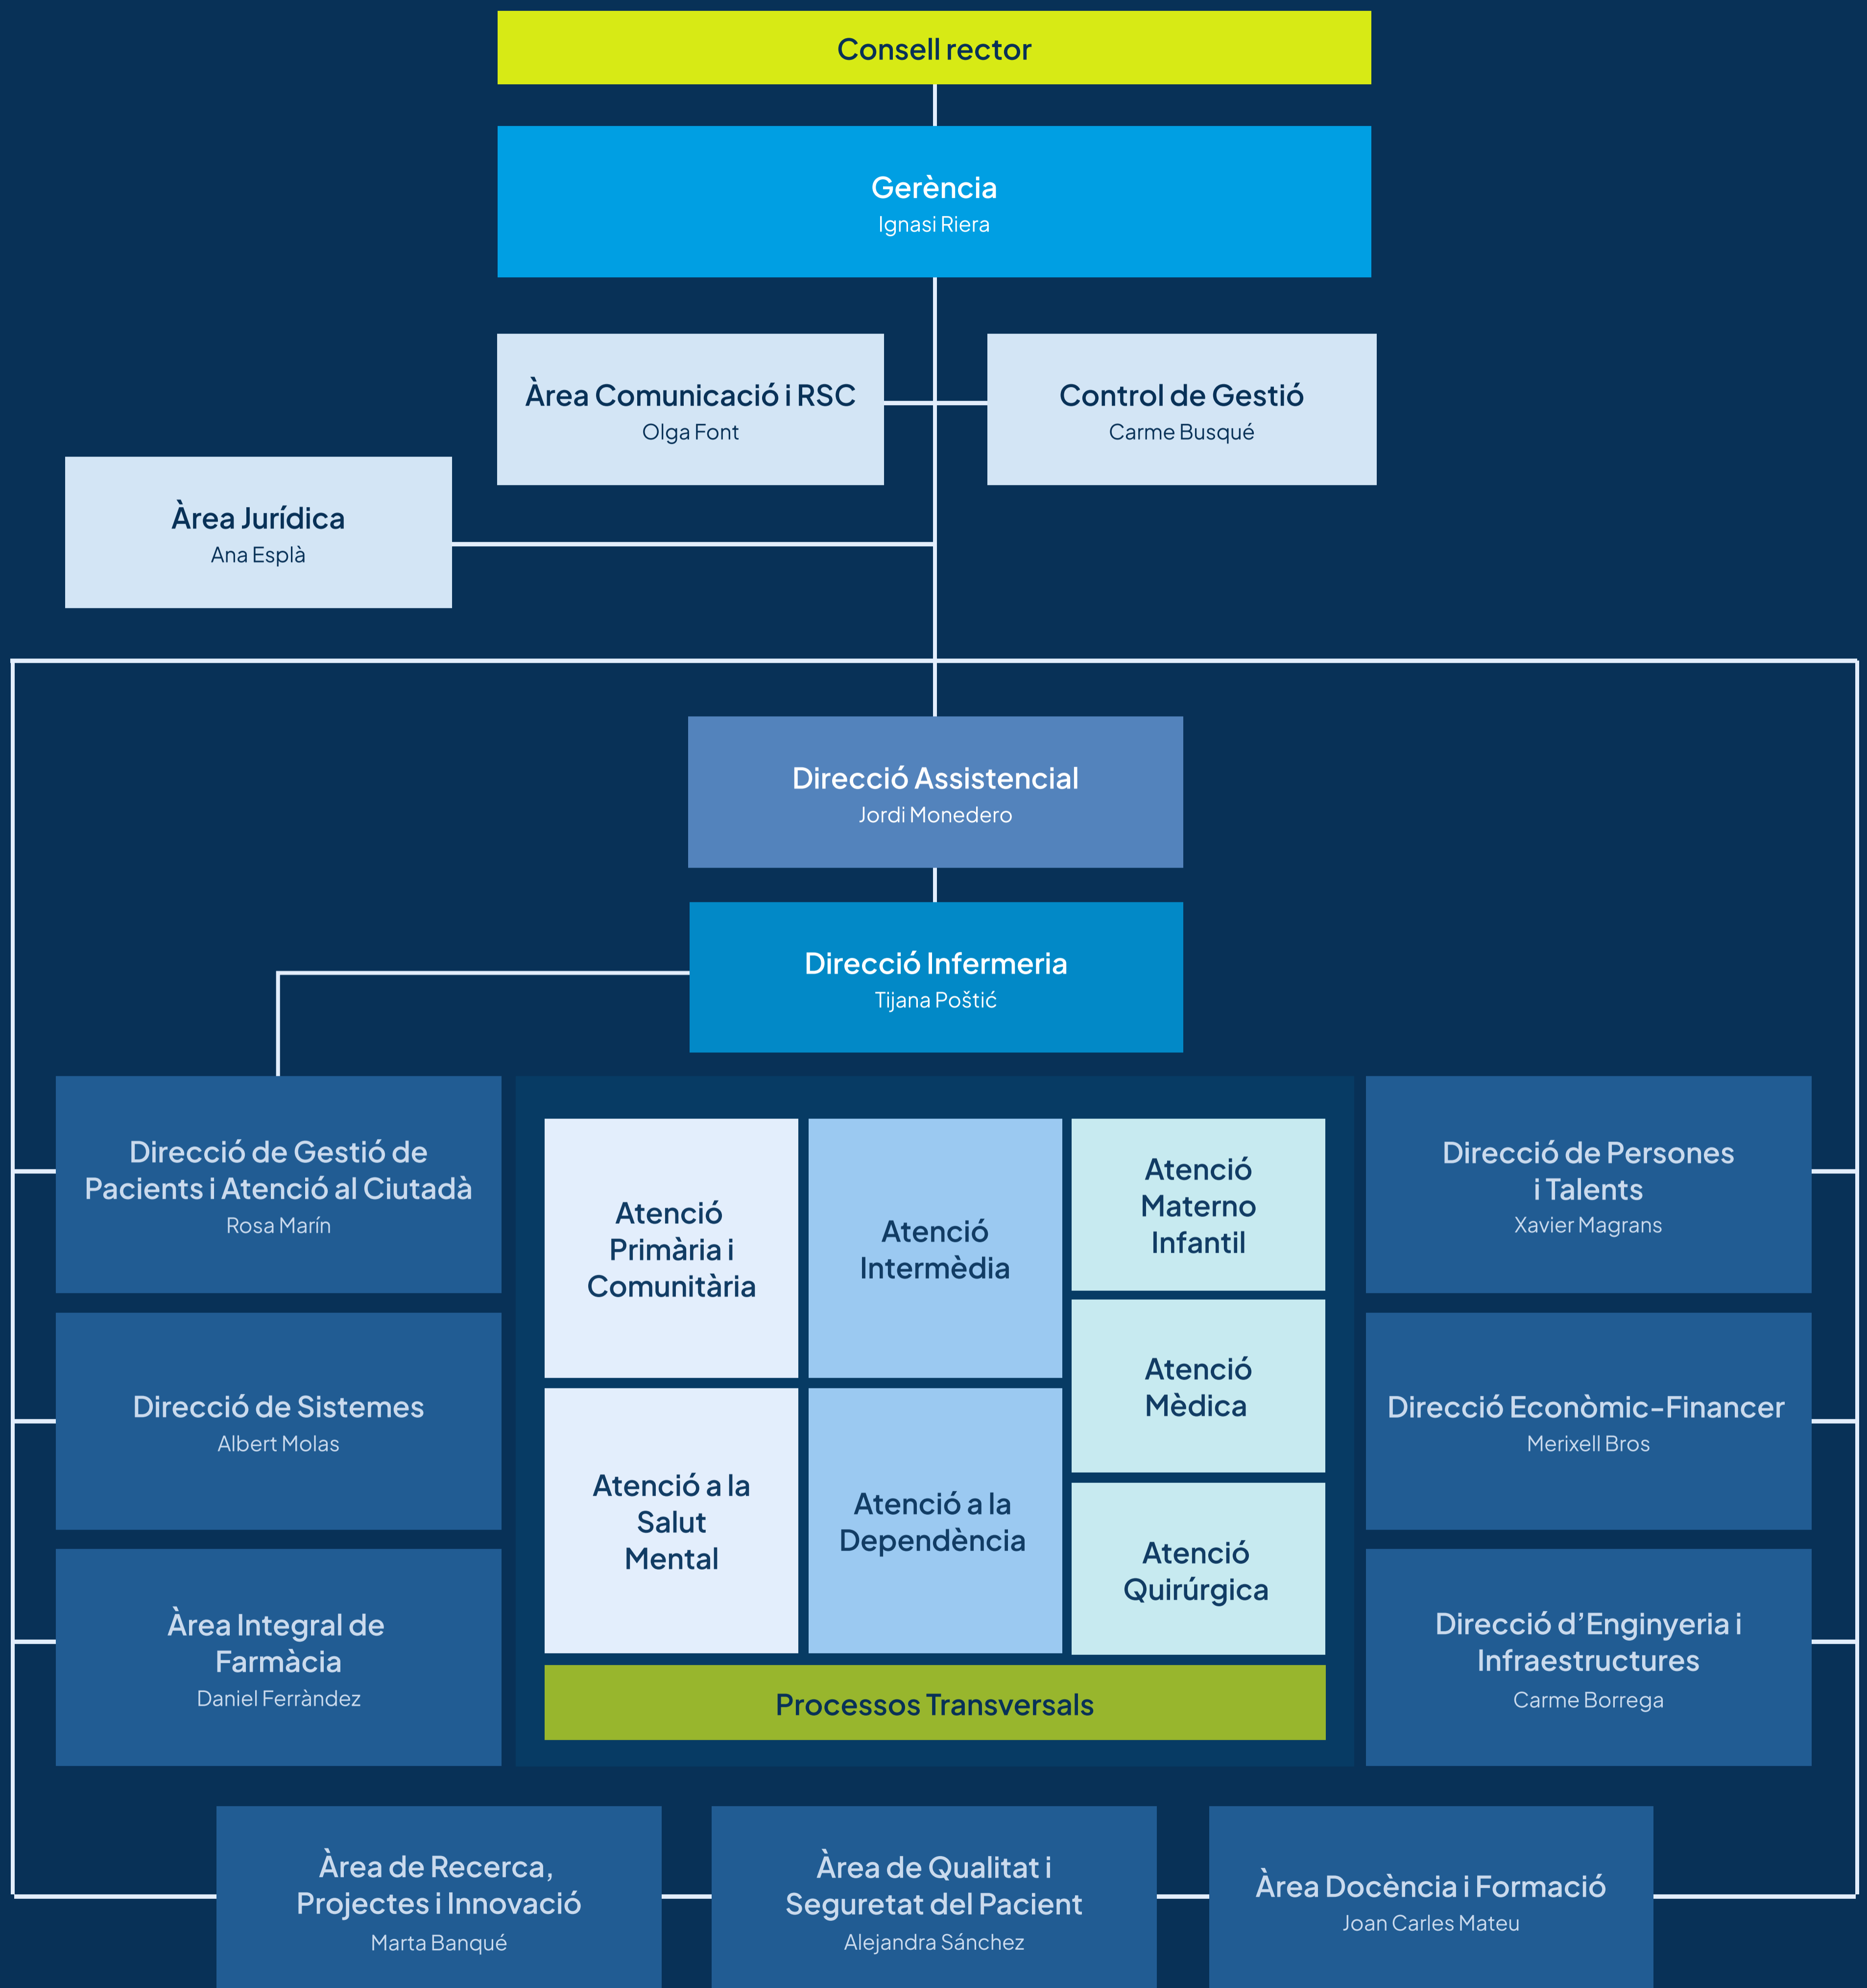 Consell rector
Gerència
Ignasi Riera
Àrea Comunicació i RSC
Olga Font
Control de Gestió
Carme Busqué
Àrea Jurídica
Ana Esplà
Direcció Assistencial
Jordi Monedero
Direcció Infermeria
Tijana Poštić
Direcció de Gestió de
Pacients i Atenció al Ciutadà
Rosa Marín
Direcció de Sistemes
Albert Molas
Àrea Integral de
Farmàcia
Daniel Ferràndez
Atenció
Primària i
Comunitària
Atenció
Intermèdia
Atenció
Materno
Infantil
Atenció
Mèdica
Atenció a la
Salut
Mental
Atenció a la
Dependència
Atenció
Quirúrgica
Processos Transversals
Direcció de Persones
i Talents
Xavier Magrans
Direcció Econòmic-Financer
Merixell Bros
Direcció d’Enginyeria i
Infraestructures
Carme Borrega
Àrea de Recerca,
Projectes i Innovació
Marta Banqué
Àrea de Qualitat i
Seguretat del Pacient
Alejandra Sánchez
Àrea Docència i Formació
Joan Carles Mateu